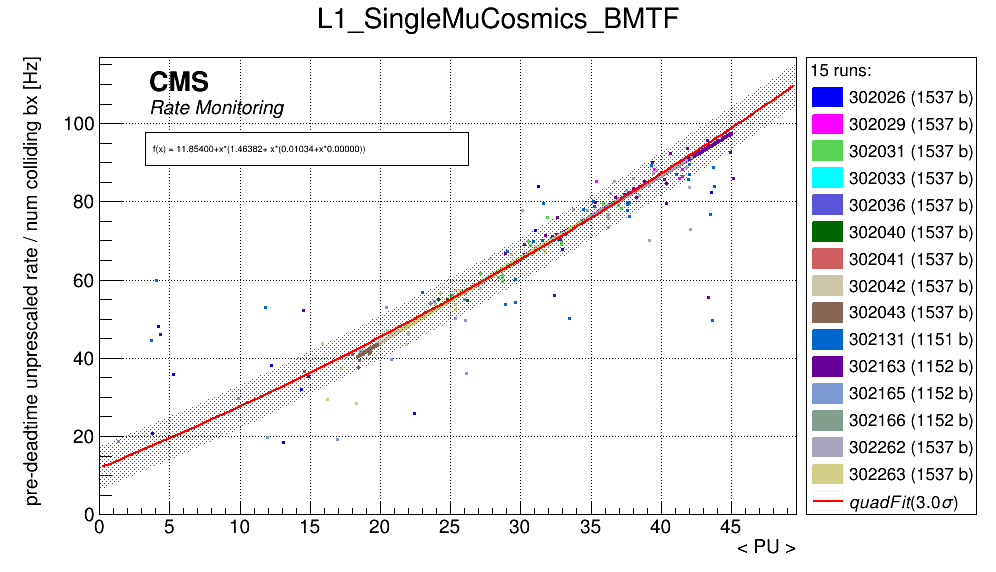 L1_SingleMuCosmics_BMTF
pre-deadtime unprescaled rate / num colliding bx [Hz]
CMS
Rate Monitoring
f(x) = 11.85400+x*(1.46382+ x*(0.01034+x*0.00000))
100
80
60
40
20
0
0 5 10 15 20 25 30 35 40 45
< PU >
15 runs:
302026 (1537 b)
302029 (1537 b)
302031 (1537 b)
302033 (1537 b)
302036 (1537 b)
302040 (1537 b)
302041 (1537 b)
302042 (1537 b)
302043 (1537 b)
302131 (1151 b)
302163 (1152 b)
302165 (1152 b)
302166 (1152 b)
302262 (1537 b)
302263 (1537 b)
quadFit(3.0σ)